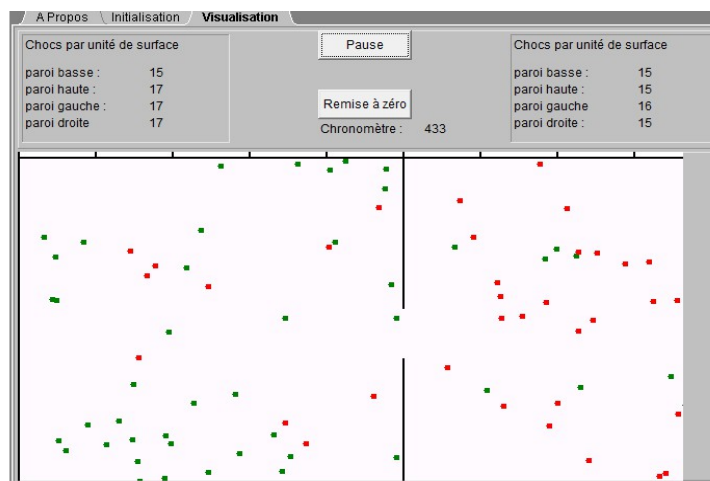 A Propos Initialisation Visualisation
Chocs par unité de surface
paroi basse : 15
paroi haute : 17
paroi gauche : 17
paroi droite 17
Pause
Remise à zéro
Chronomètre : 433
Chocs par unité de surface
paroi basse : 15
paroi haute : 15
paroi gauche 16
paroi droite : 15